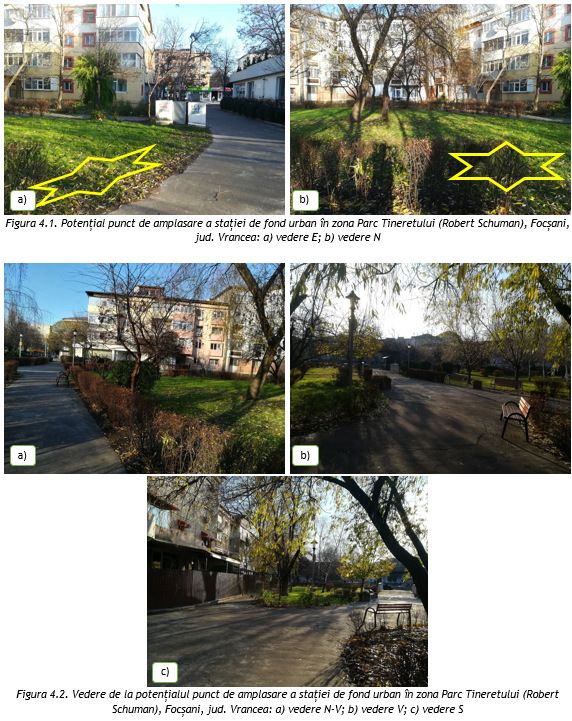 a)
b)
Figura 4.1. Potențial punct de amplasare a stației de fond urban în zona Parc Tineretului (Robert Schuman), Focșani,
jud. Vrancea: a) vedere E; b) vedere N
a)
b)
c)
Figura 4.2. Vedere de la potențialul punct de amplasare a stației de fond urban în zona Parc Tineretului (Robert
Schuman), Focșani, jud. Vrancea: a) vedere N-V; b) vedere V; c) vedere S